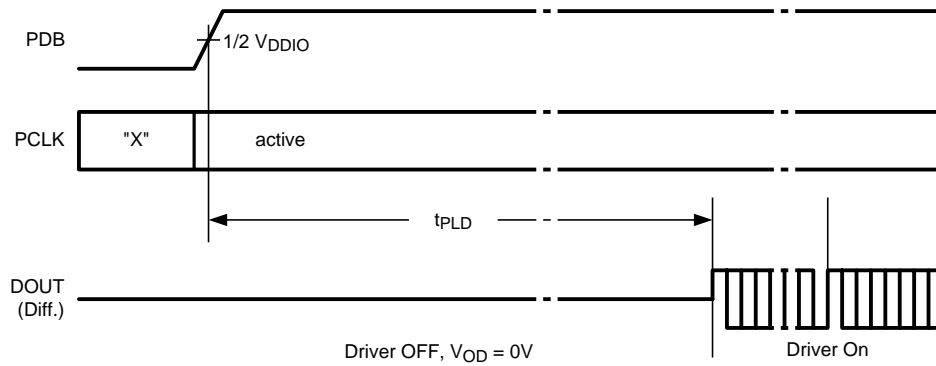 PDB
1/2 VDDIO
PCLK
"X"
active
tPLD
DOUT
(Diff.)
Driver OFF, VOD = 0V
Driver On